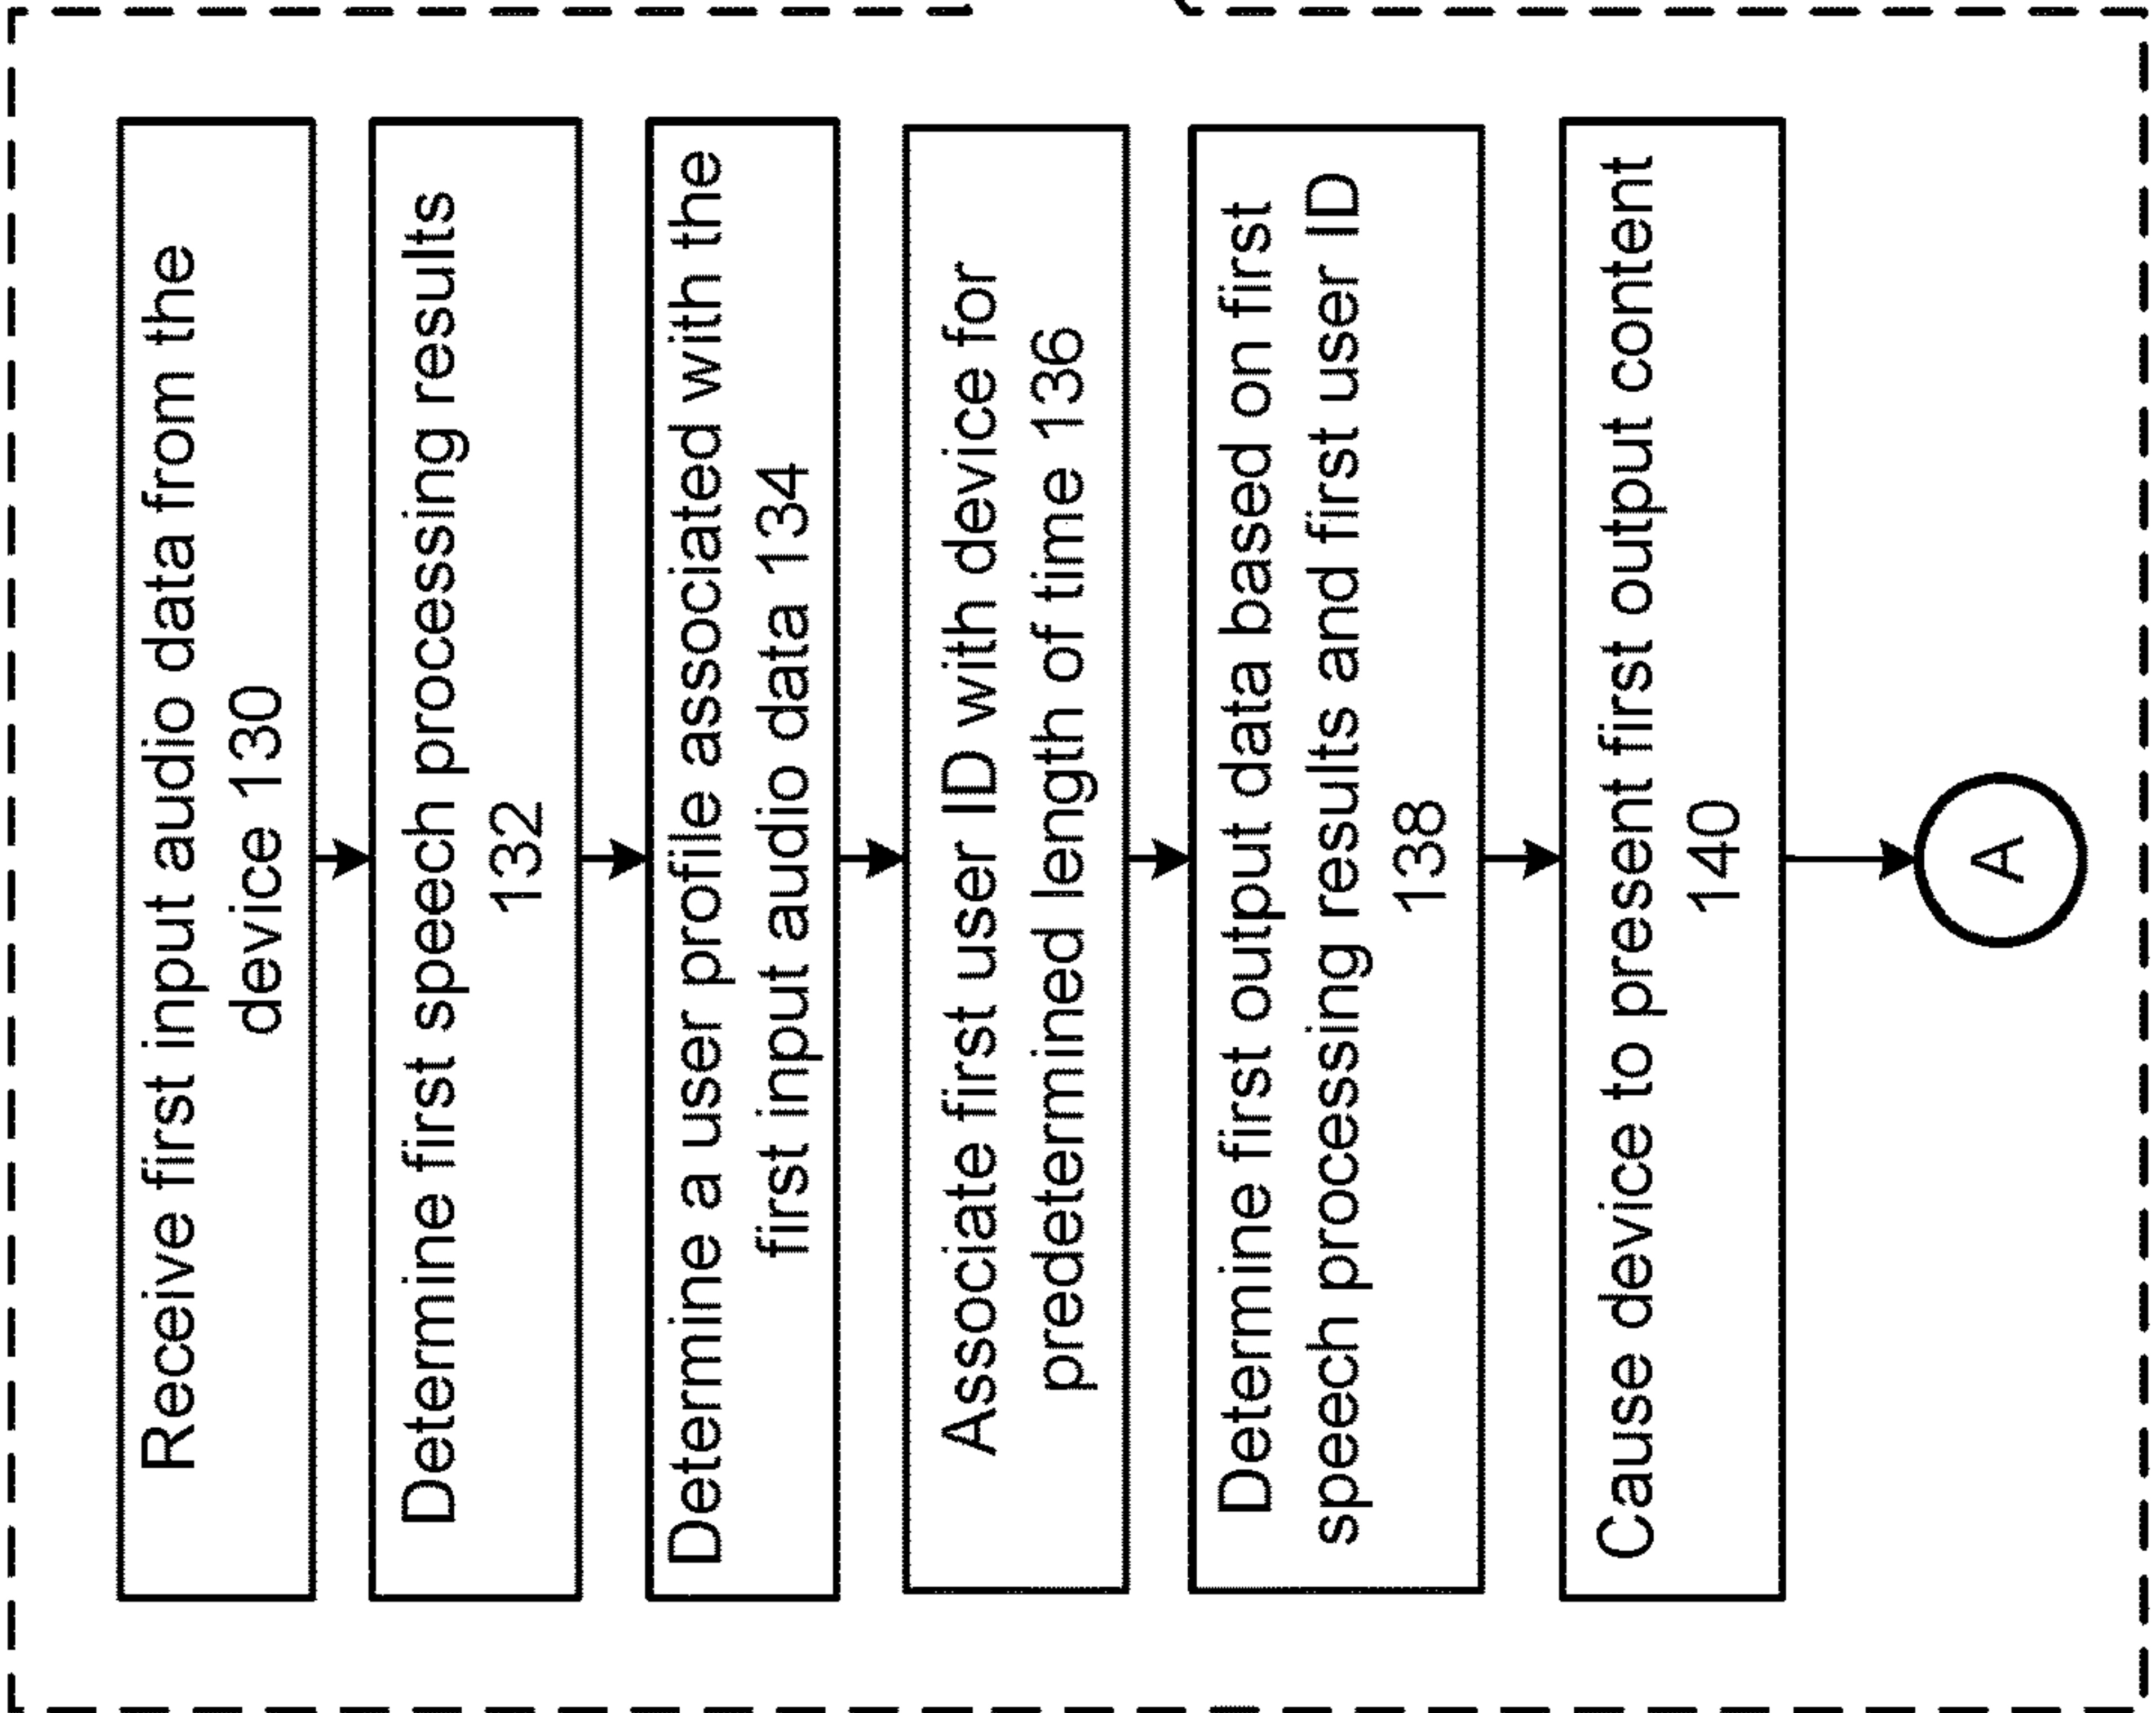 Receive first input audio data from the
device 130
Determine first speech processing results
132
Determine a user profile associated with the
first input audio data 134
Associate first user ID with device for
predetermined length of time 136
Determine first output data based on first
speech processing results and first user ID
138
Cause device to present first output content
140
A